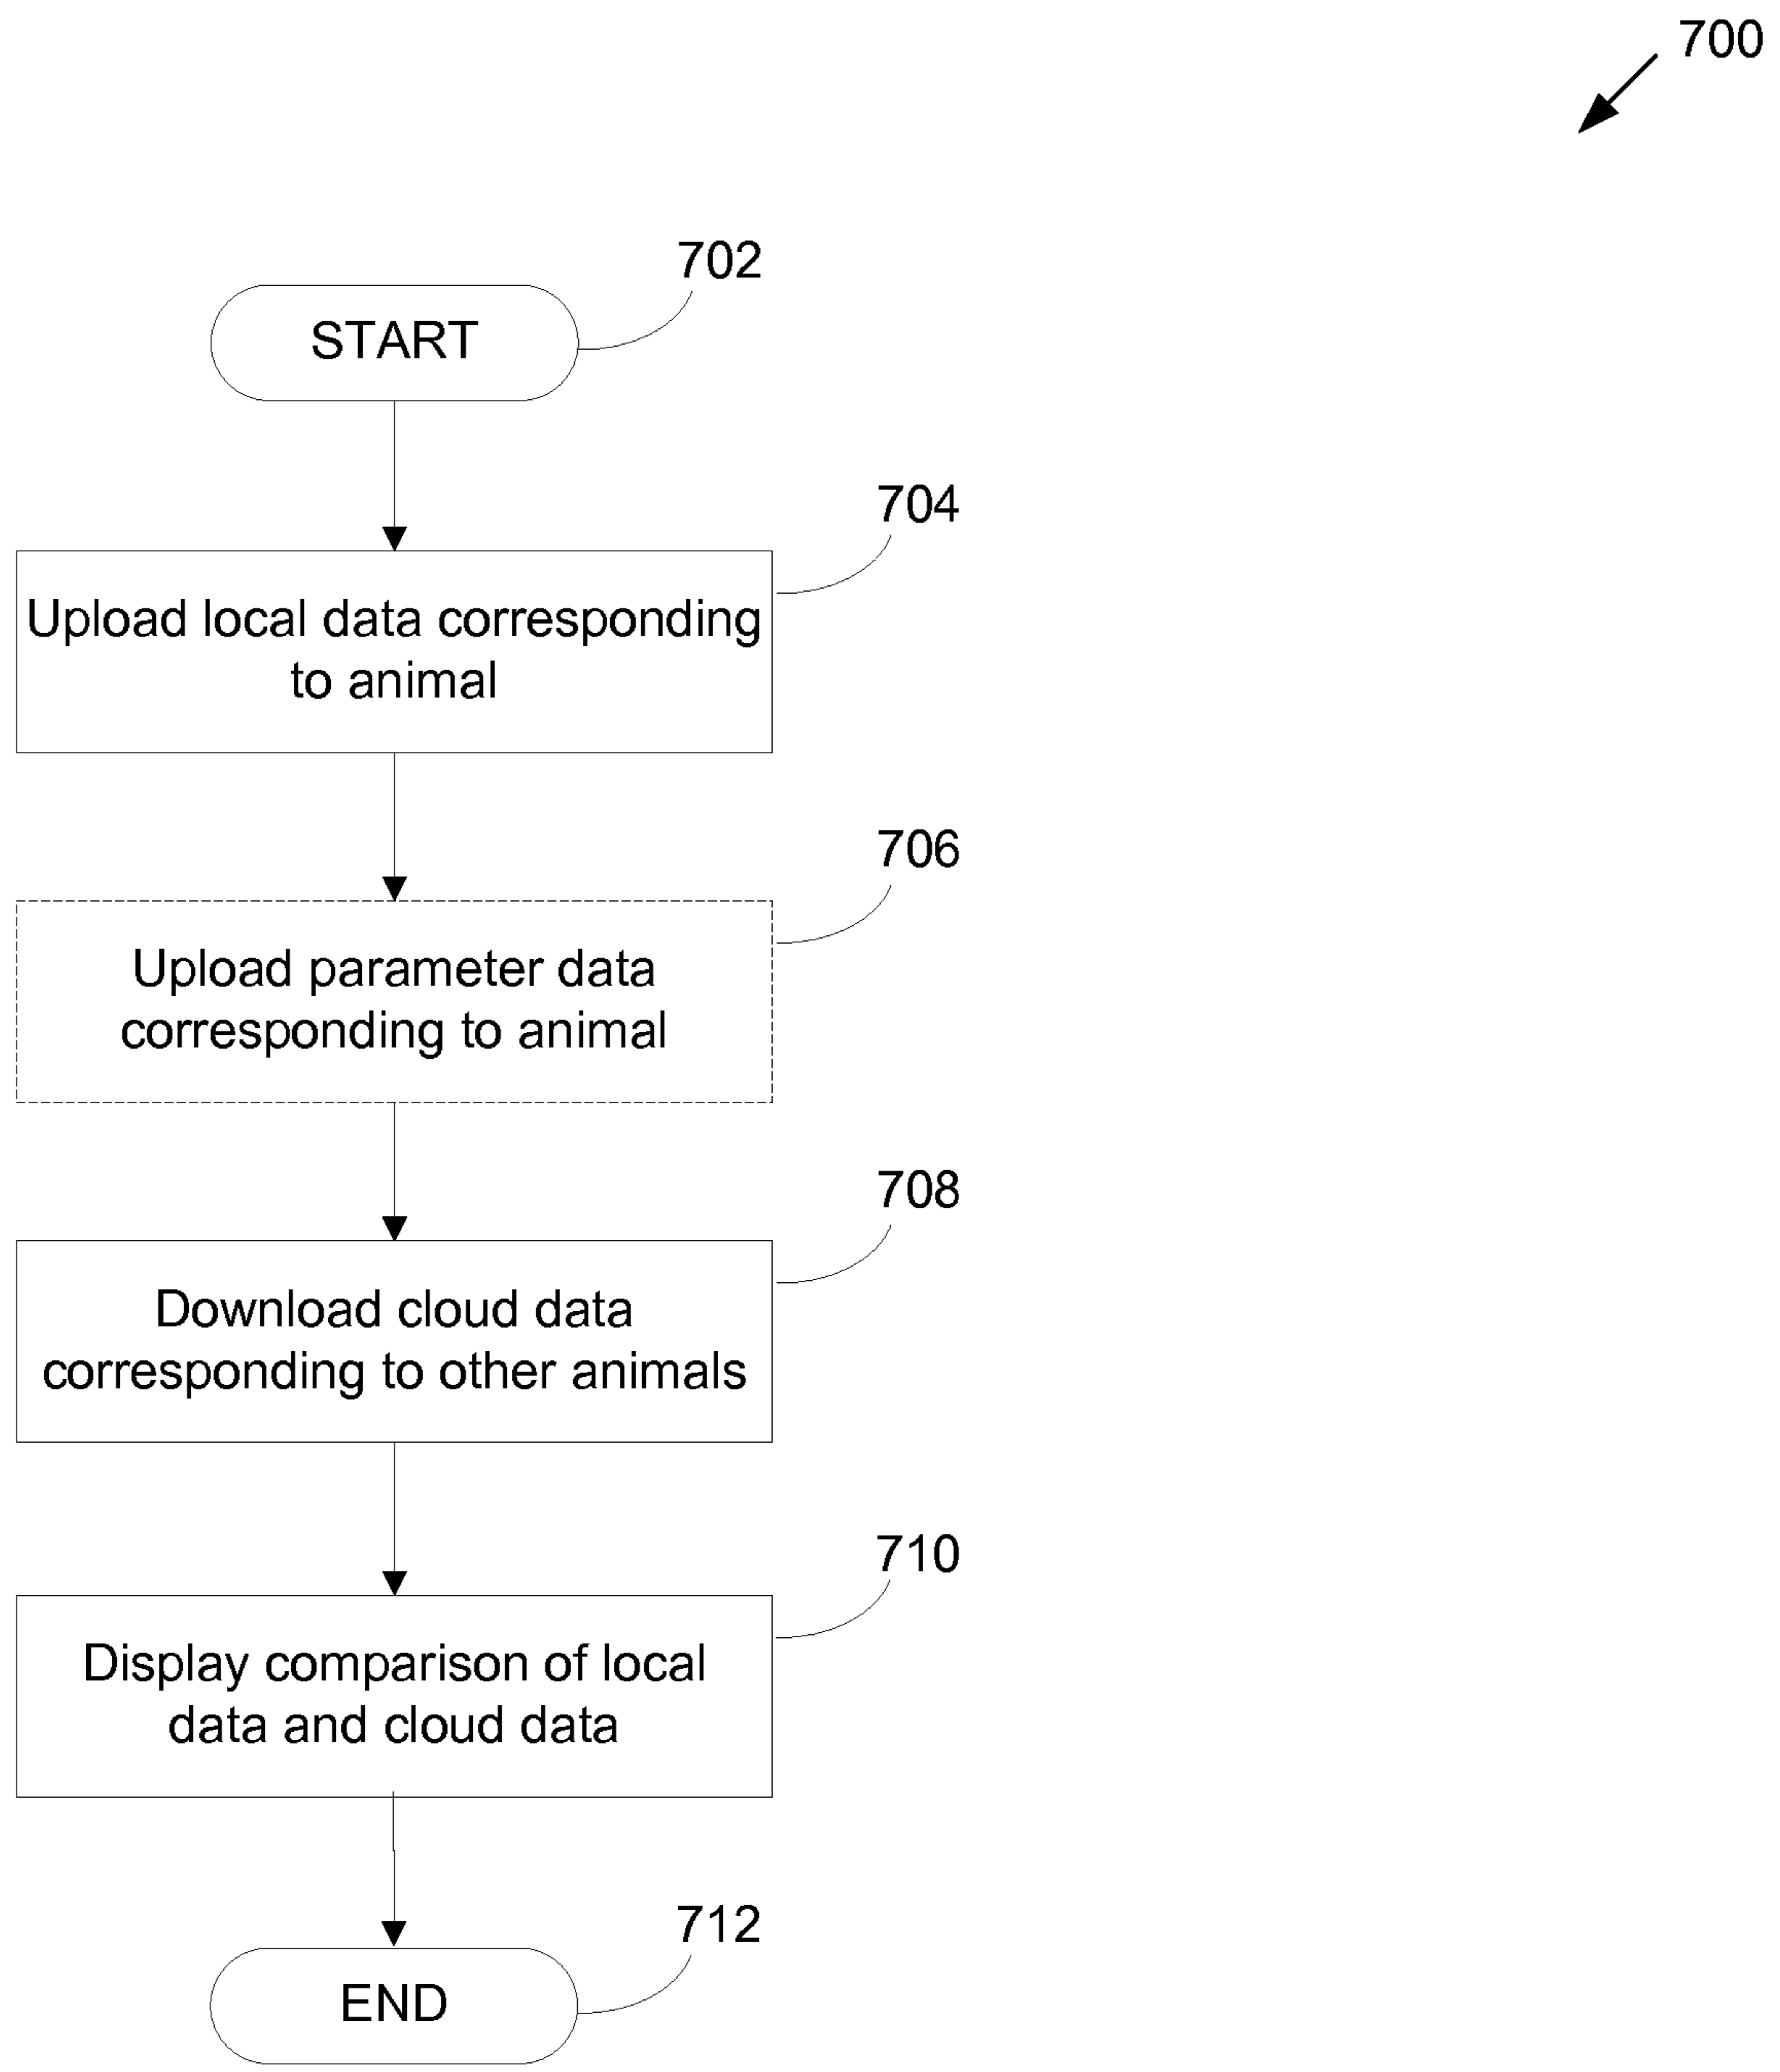 700
702
START
704
Upload local data corresponding
to animal
706
Upload parameter data
corresponding to animal
708
Download cloud data
corresponding to other animals
710
Display comparison of local
data and cloud data
712
END